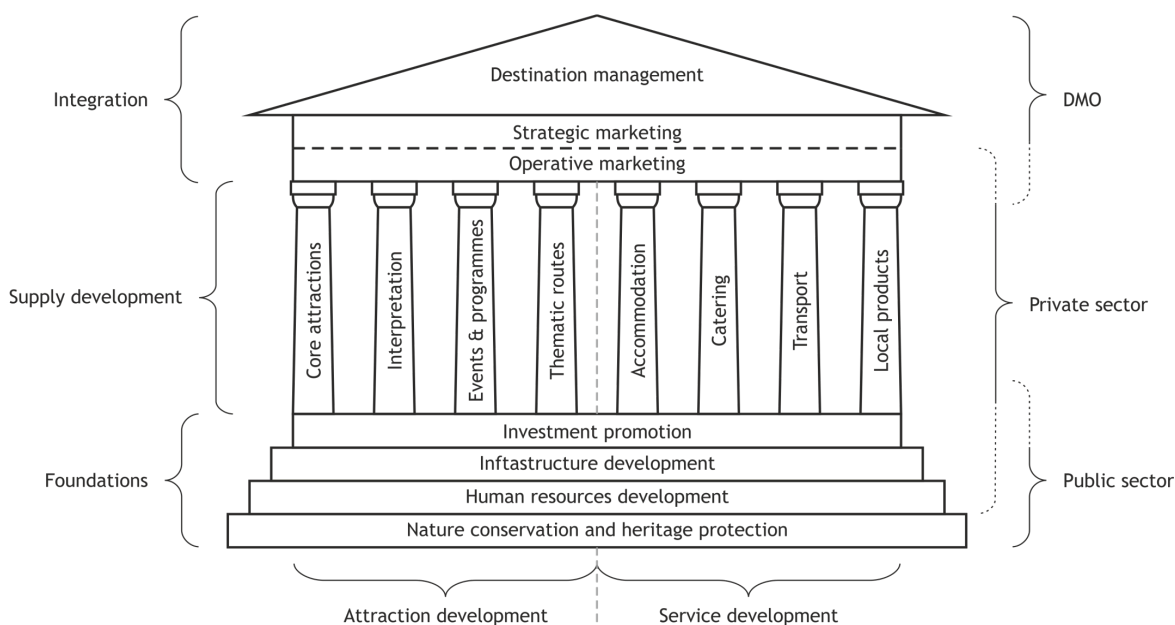 Destination management
Integration
DMO
Strategic marketing
Operative marketing
Supply development
Core attractions
Interpretation
Events & programmes
Thematic routes
Accommodation
Catering
Transport
Local products
Private sector
Investment promotion
Inftastructure development
Foundations
Human resources development
Public sector
Nature conservation and heritage protection
Attraction development
Service development